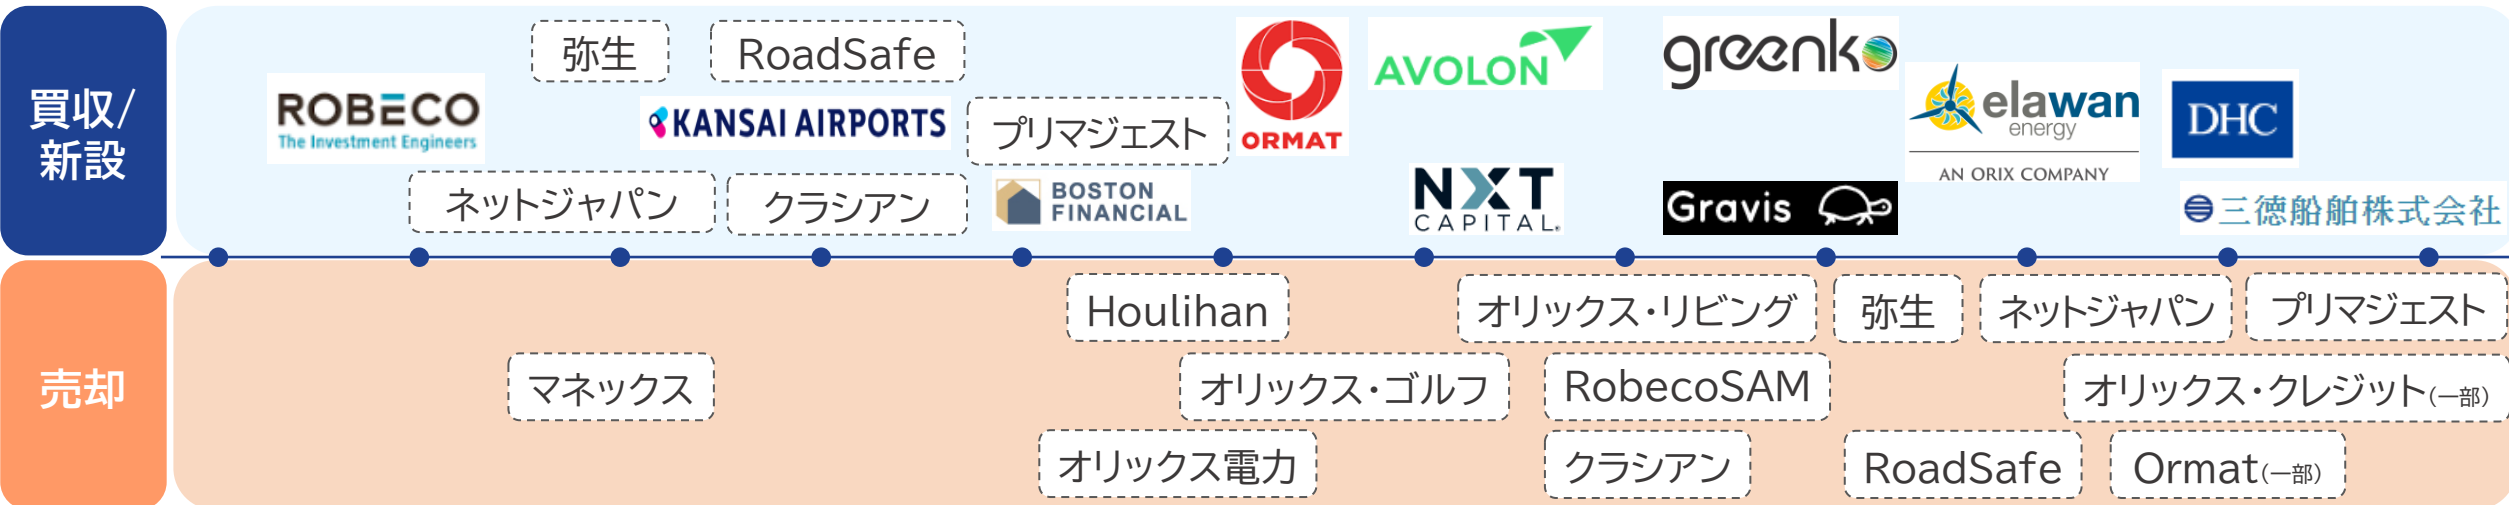 買収/
新設
弥生
RoadSafe
ROBECO
The Investment Engineers
KANSAI AIRPORTS
プリマジェスト
ORMAT
AVOLON
greenko
elawan
energy
AN ORIX COMPANY
DHC
ネットジャパン
クラシアン
BOSTON
FINANCIAL
NXT
CAPITAL
Gravis
三徳船舶株式会社
売却
Houlihan
オリックス・リビング
弥生
ネットジャパン
プリマジェスト
マネックス
オリックス・ゴルフ
RobecoSAM
オリックス・クレジット(一部)
オリックス電力
クラシアン
RoadSafe
Ormat(一部)